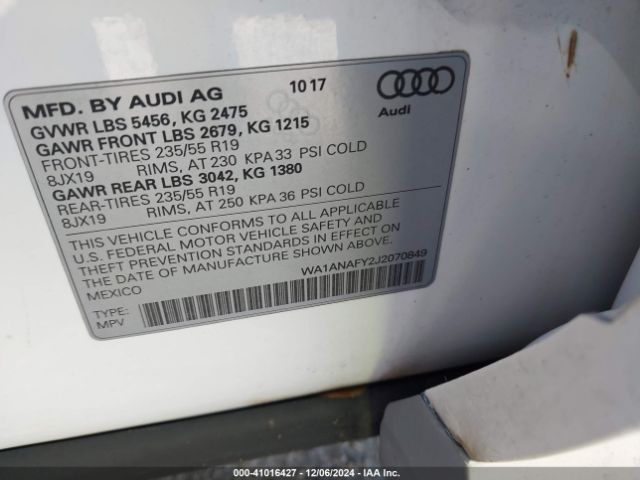 MFD. BY AUDI AG 10 17
GVWR LBS 5456, KG 2475
GAWR FRONT LBS 2679, KG 1215
FRONT-TIRES 235/55 R19
8JX19 RIMS, AT 230 KPA 33 PSI COLD
GAWR REAR LBS 3042, KG 1380
REAR-TIRES 235/55 R19
8JX19 RIMS, AT 250 KPA 36 PSI COLD
Audi
THIS VEHICLE CONFORMS TO ALL APPLICABLE
U.S. FEDERAL MOTOR VEHICLE SAFETY AND
THEFT PREVENTION STANDARDS IN EFFECT ON
THE DATE OF MANUFACTURE SHOWN ABOVE.
MEXICO
WA1ANAFY2J2070849
TYPE:
MPV
000-41016427 - 12/06/2024 - IAA Inc.